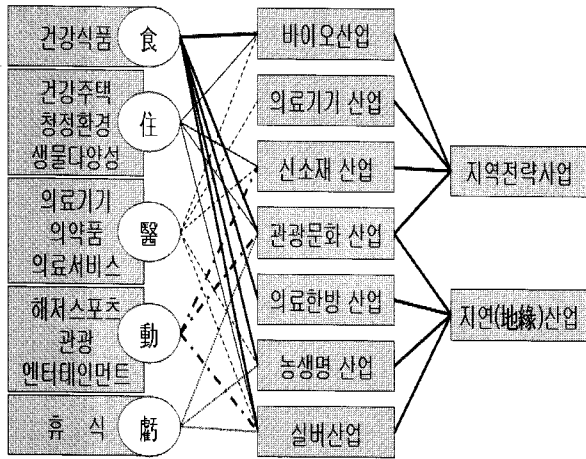 건강식품
食
건강주택
청정환경
생물다양성
住
의료기기
의약품
의료서비스
醫
해저스포츠
관광
엔터테인먼트
動
휴 식
虧
바이오산업
의료기기 산업
신소재 산업
관광문화 산업
의료한방 산업
농생명 산업
실버산업
지역전략사업
지연(地緣)산업